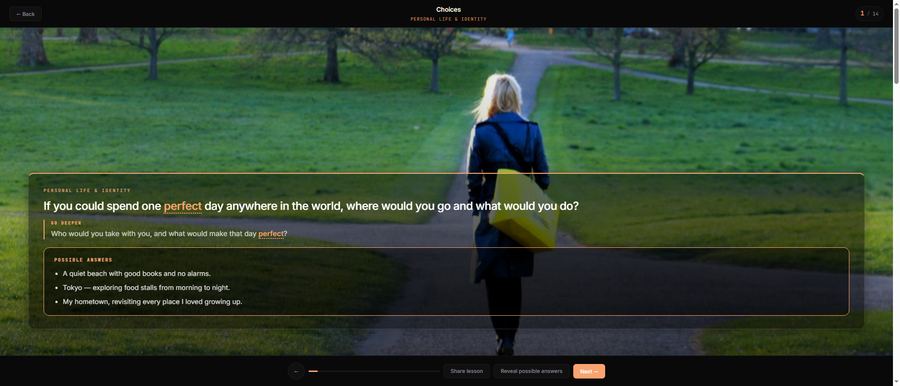 ← Back
Choices
PERSONAL LIFE & IDENTITY
1 / 14
PERSONAL LIFE & IDENTITY
If you could spend one perfect day anywhere in the world, where would you go and what would you do?
GO DEEPER
Who would you take with you, and what would make that day perfect?
POSSIBLE ANSWERS
• A quiet beach with good books and no alarms.
• Tokyo — exploring food stalls from morning to night.
• My hometown, revisiting every place I loved growing up.
←
Share lesson
Reveal possible answers
Next →